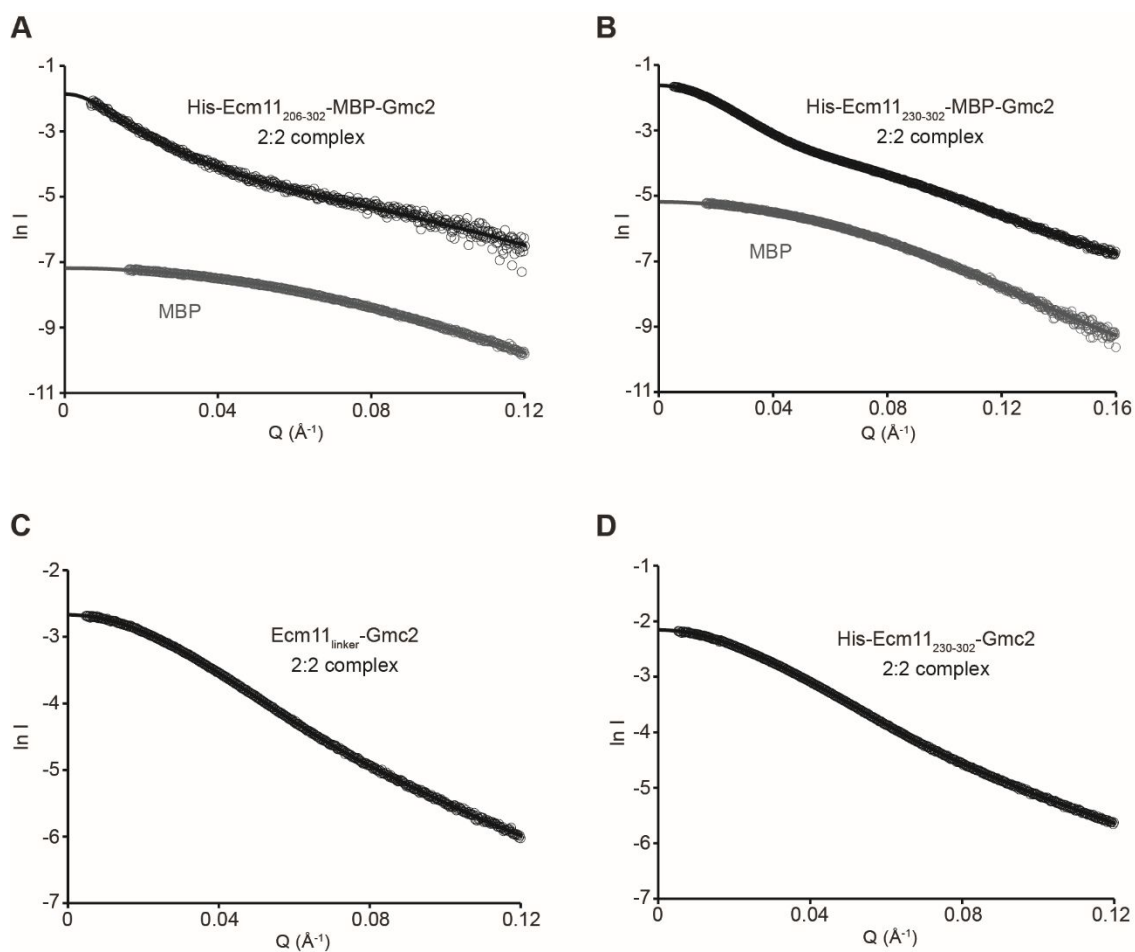 A
-1
-3
-5
-7
-9
-11
ln I
His-Ecm11206-302-MBP-Gmc2
2:2 complex
MBP
0
0.04
0.08
0.12
Q (Å-1)
B
-1
-3
-5
-7
-9
-11
ln I
His-Ecm11230-302-MBP-Gmc2
2:2 complex
MBP
0
0.04
0.08
0.12
0.16
Q (Å-1)
C
-2
-3
-4
-5
-6
-7
ln I
Ecm11linker-Gmc2
2:2 complex
0
0.04
0.08
0.12
Q (Å-1)
D
-1
-2
-3
-4
-5
-6
-7
ln I
His-Ecm11230-302-Gmc2
2:2 complex
0
0.04
0.08
0.12
Q (Å-1)